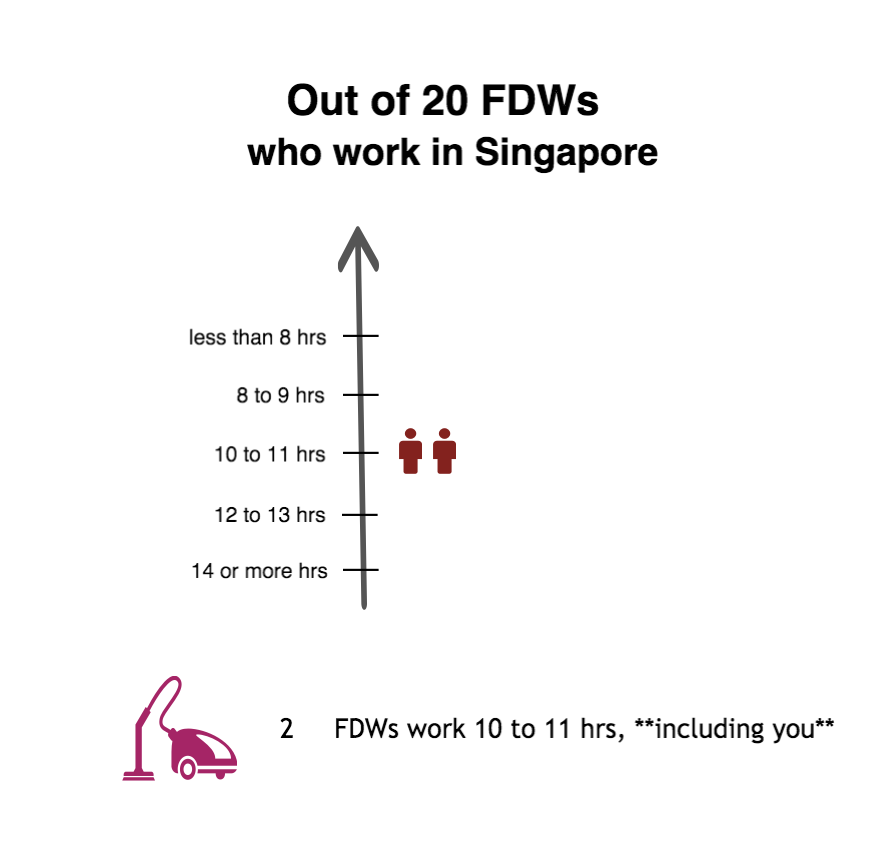 Out of 20 FDWs
who work in Singapore
less than 8 hrs
8 to 9 hrs
10 to 11 hrs
12 to 13 hrs
14 or more hrs
2 FDWs work 10 to 11 hrs, **including you**